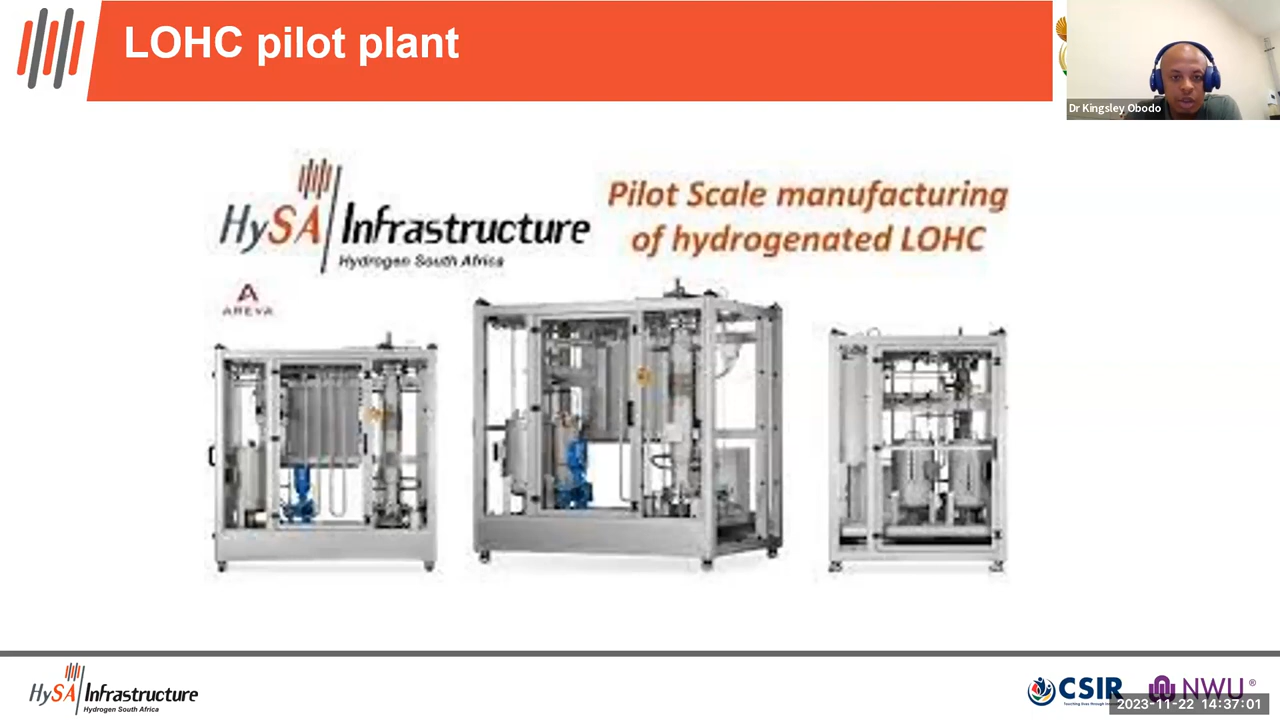 LOHC pilot plant
Dr Kingsley Obodo
HySA Infrastructure
Hydrogen South Africa
Pilot Scale manufacturing
of hydrogenated LOHC
AREVA
HySA Infrastructure
Hydrogen South Africa
CSIR
NWU ®
2023-11-22 14:37:01